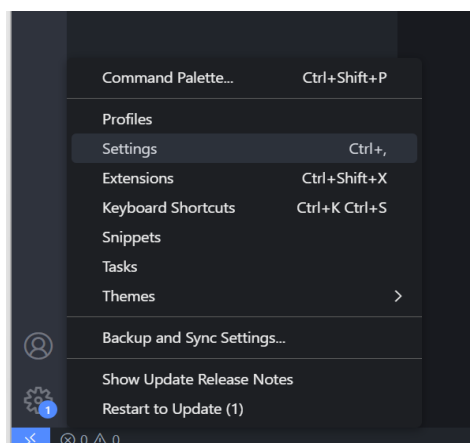 Command Palette... Ctrl+Shift+P
Profiles
Settings Ctrl+,
Extensions Ctrl+Shift+X
Keyboard Shortcuts Ctrl+K Ctrl+S
Snippets
Tasks
Themes
Backup and Sync Settings...
Show Update Release Notes
1
Restart to Update (1)
0 0